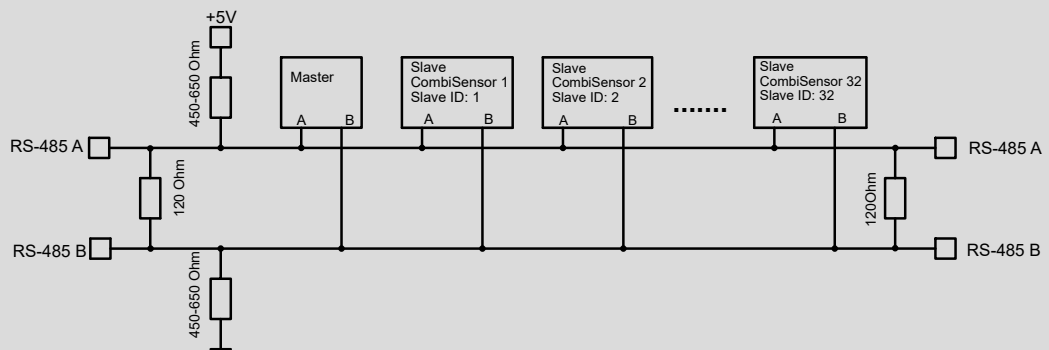 +5V
450-650 Ohm
Master
A B
Slave
CombiSensor 1
Slave ID: 1
A B
Slave
CombiSensor 2
Slave ID: 2
A B
........
Slave
CombiSensor 32
Slave ID: 32
A B
RS-485 A
RS-485 A
120 Ohm
120Ohm
RS-485 B
RS-485 B
450-650 Ohm